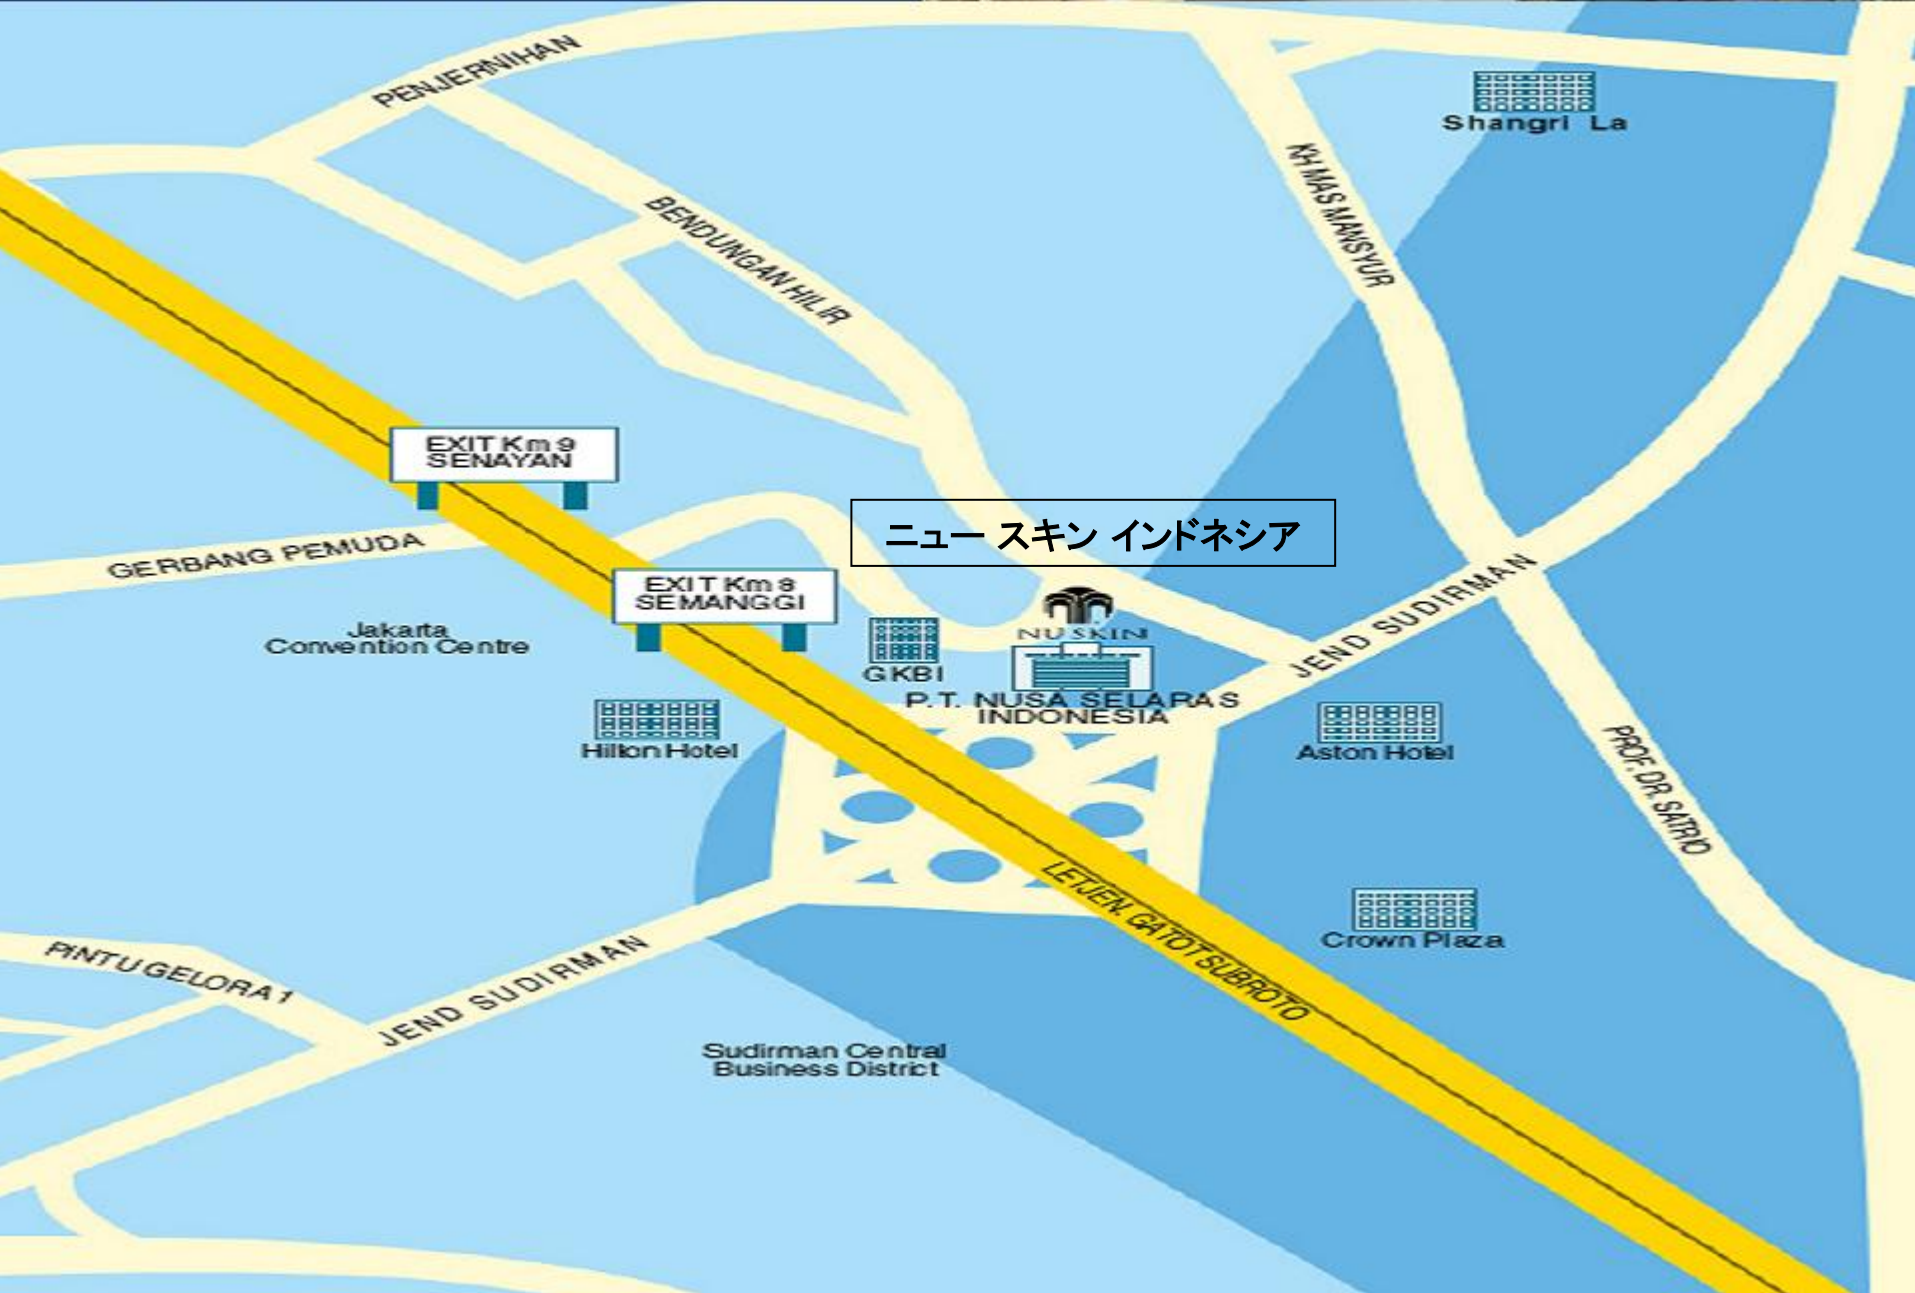 PENJERNIHAN
Shangri La
KH MAS MANSYUR
BENDUNGAN HILIR
EXIT Km 9
SENAYAN
ニュー スキン インドネシア
GERBANG PEMUDA
EXIT Km 8
SEMANGGI
JEND SUDIRMAN
Jakarta
Convention Centre
NU SKIN
GKBI
P.T. NUSA SELARAS
INDONESIA
Hilton Hotel
Aston Hotel
PROF. DR. SATRIO
LETJEN. GATOT SUBROTO
Crown Plaza
PINTU GELORA 1
JEND SUDIRMAN
Sudirman Central
Business District